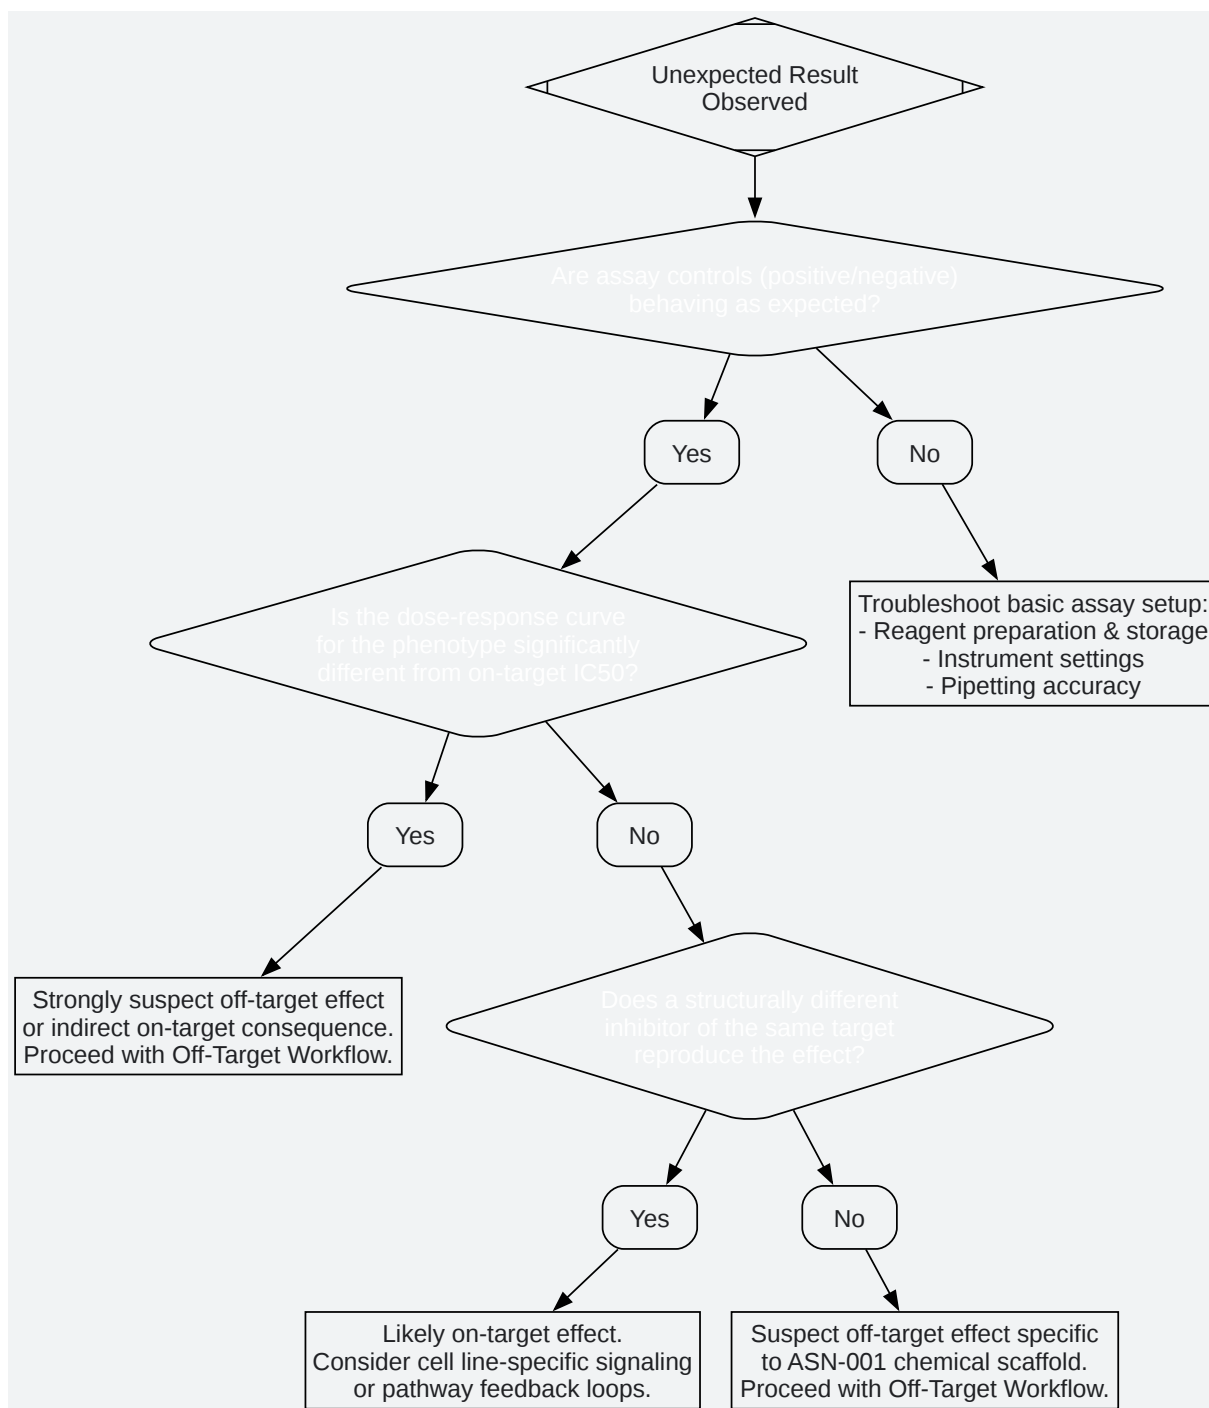 Unexpected Result
Observed
Are assay controls (positive/negative)
behaving as expected?
Yes
No
Troubleshoot basic assay setup:
- Reagent preparation & storage
- Instrument settings
- Pipetting accuracy
Is the dose-response curve
for the phenotype significantly
different from on-target IC50?
Yes
No
Strongly suspect off-target effect
or indirect on-target consequence.
Proceed with Off-Target Workflow.
Does a structurally different
inhibitor of the same target
reproduce the effect?
Yes
No
Likely on-target effect.
Consider cell line-specific signaling
or pathway feedback loops.
Suspect off-target effect specific
to ASN-001 chemical scaffold.
Proceed with Off-Target Workflow.